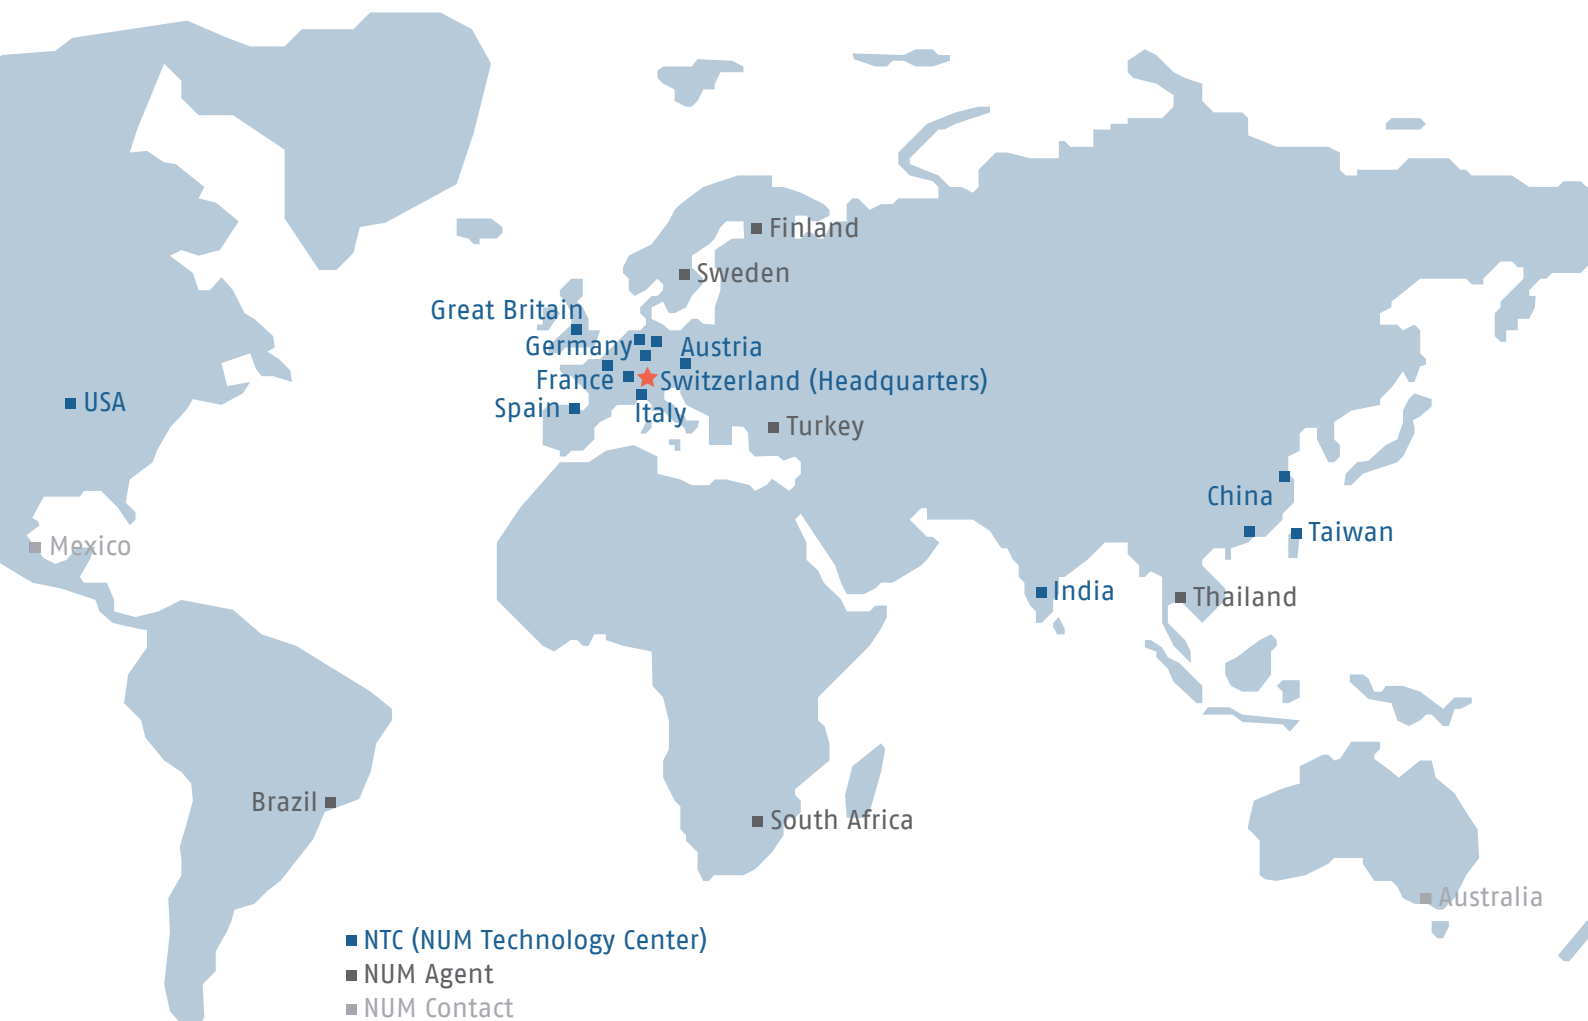 Finland
Sweden
Great Britain
Germany
Austria
France
Switzerland (Headquarters)
USA
Spain
Italy
Turkey
China
Taiwan
Mexico
India
Thailand
Brazil
South Africa
Australia
NTC (NUM Technology Center)
NUM Agent
NUM Contact